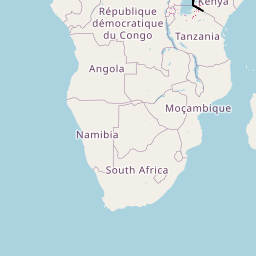 République
démocratique
du Congo
Kenya
Tanzania
Angola
Moçambique
Namibia
South Africa